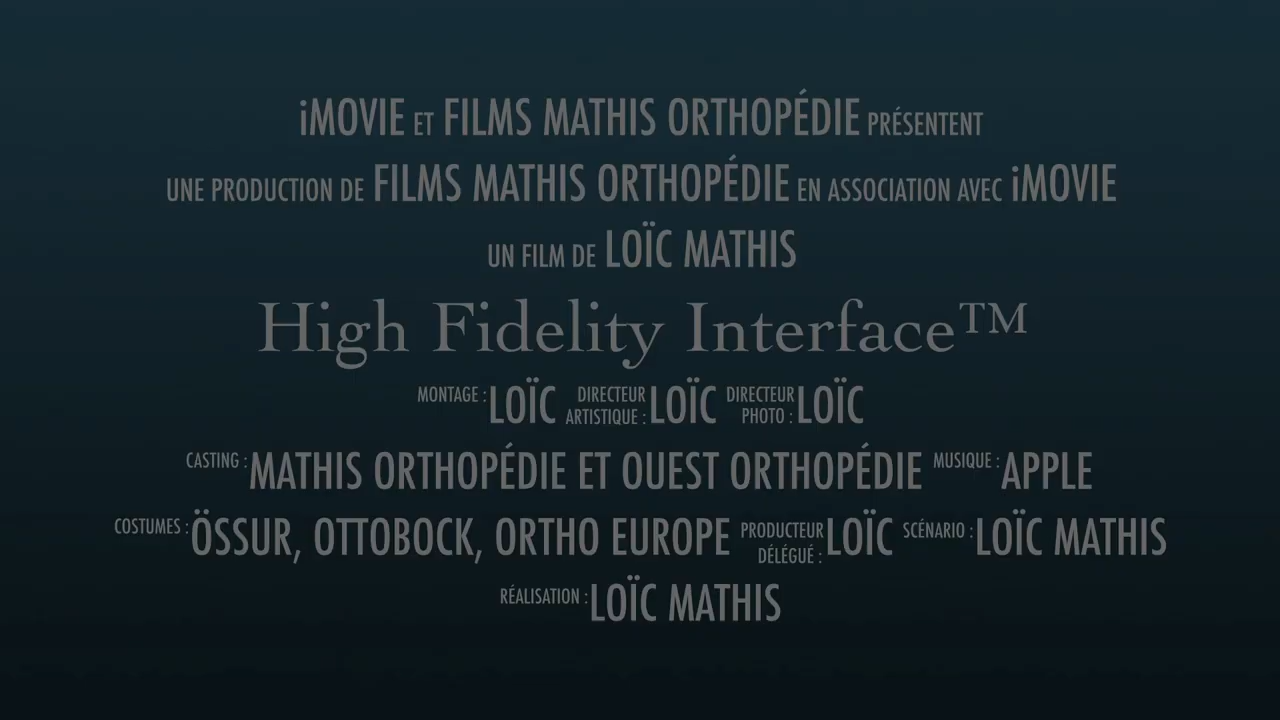 iMOVIE ET FILMS MATHIS ORTHOPÉDIE PRÉSENTENT
UNE PRODUCTION DE FILMS MATHIS ORTHOPÉDIE EN ASSOCIATION AVEC iMOVIE
UN FILM DE LOÏC MATHIS
High Fidelity Interface™
MONTAGE : LOÏC DIRECTEUR ARTISTIQUE : LOÏC DIRECTEUR PHOTO : LOÏC
CASTING : MATHIS ORTHOPÉDIE ET OUEST ORTHOPÉDIE MUSIQUE : APPLE
COSTUMES : ÖSSUR, OTTOBOCK, ORTHO EUROPE PRODUCTEUR DÉLÉGUÉ : LOÏC SCÉNARIO : LOÏC MATHIS
RÉALISATION : LOÏC MATHIS